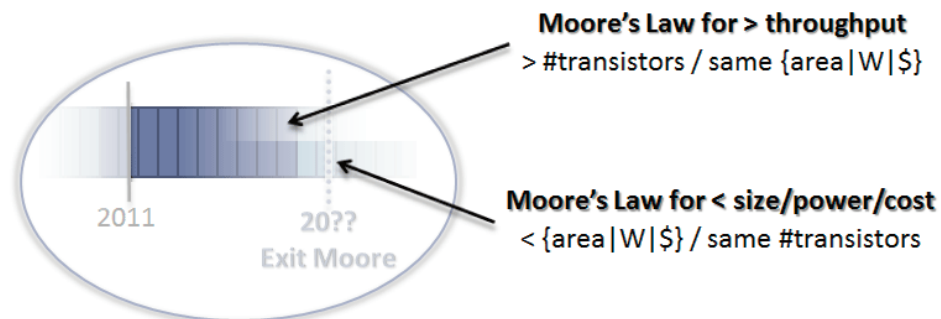 Moore's Law for > throughput
> #transistors / same {area|W|$}
2011
20??
Exit Moore
Moore's Law for < size/power/cost
< {area|W|$} / same #transistors